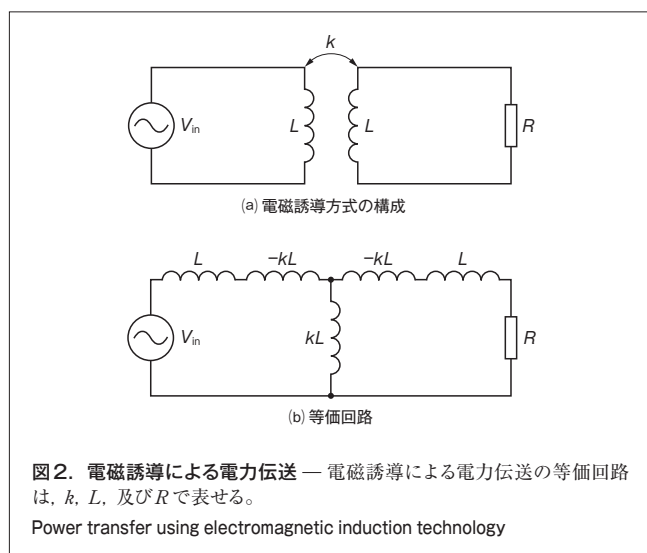 k
V_in L L R
(a) 電磁誘導方式の構成
L −kL −kL L
V_in kL R
(b) 等価回路
図2. 電磁誘導による電力伝送 — 電磁誘導による電力伝送の等価回路
は, k, L, 及びRで表せる。
Power transfer using electromagnetic induction technology